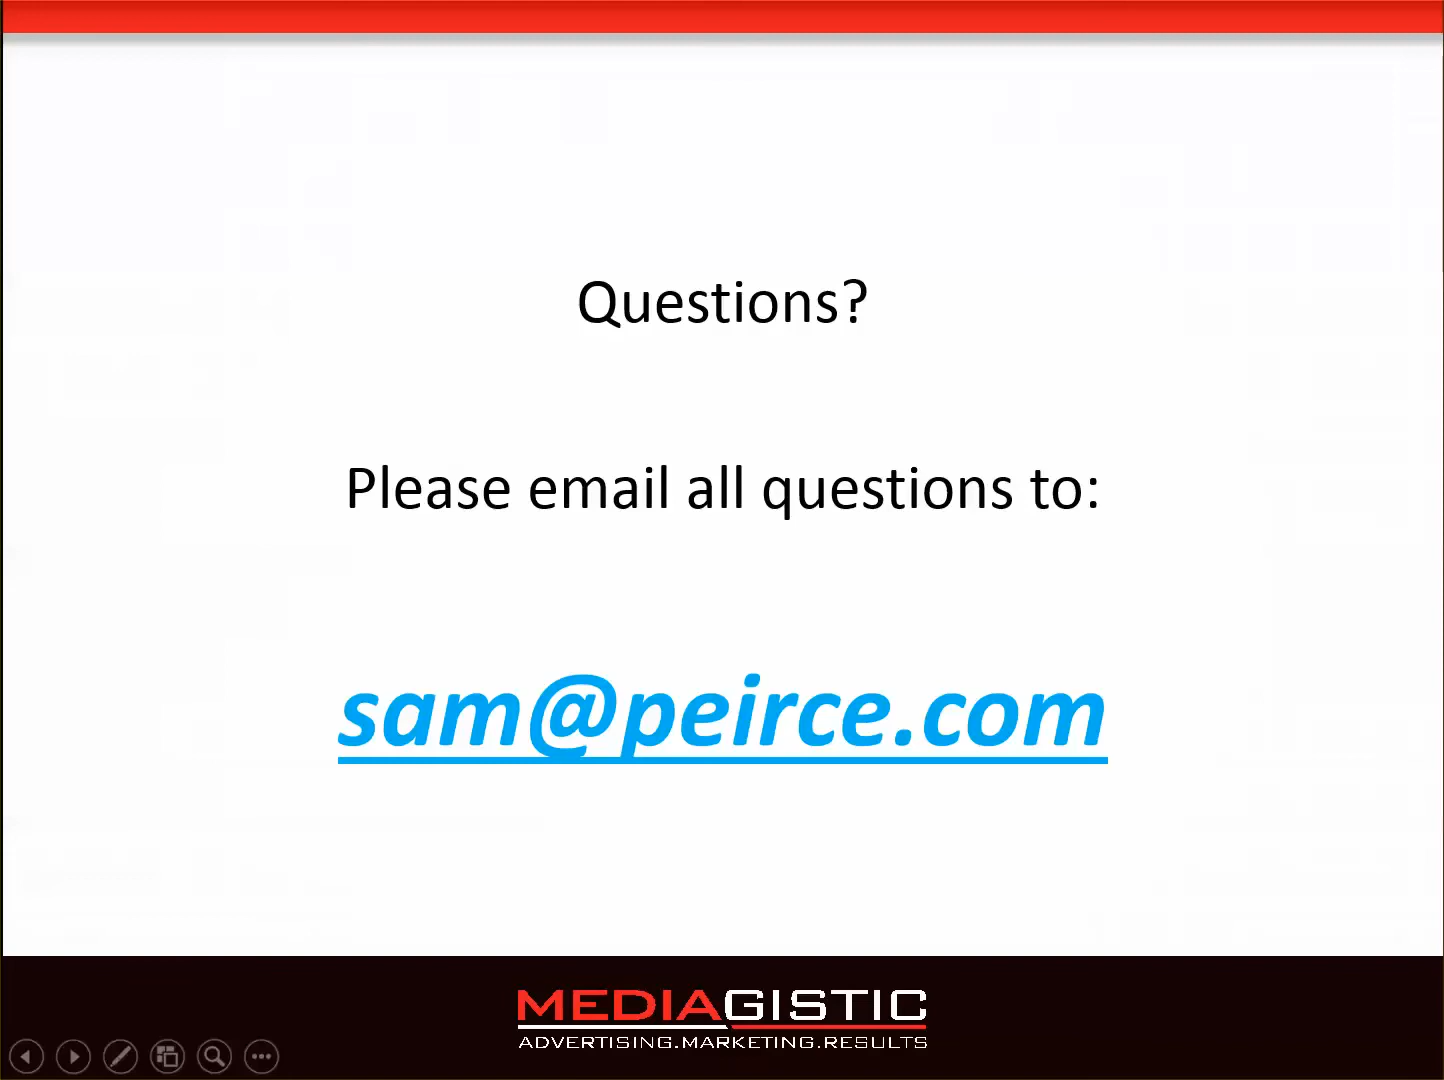 Questions?
Please email all questions to:
sam@peirce.com
MEDIAGISTIC
ADVERTISING.MARKETING.RESULTS